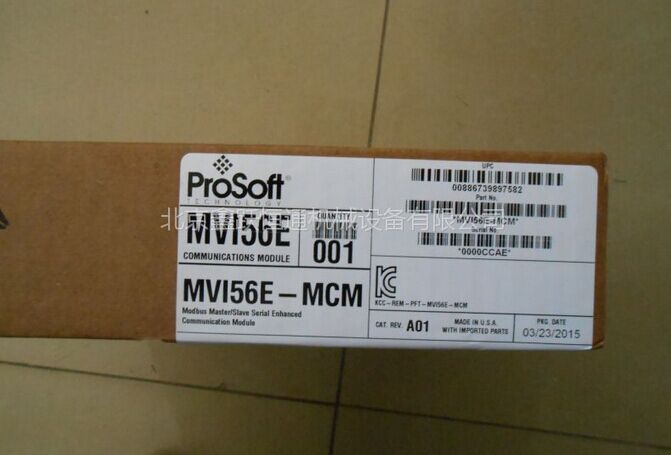 ProSoft
TECHNOLOGY
MVI56E
COMMUNICATIONS MODULE
QUANTITY
001
MVI56E-MCM
Modbus Master/Slave Serial Enhanced
Communication Module
UPC
00886739897582
Part No.
*MVI56E-MCM*
Serial No.
*0000CCAE*
KCC-REM-PFT-MVI56E-MCM
CAT. REV. A01
MADE IN U.S.A.
WITH IMPORTED PARTS
PKG. DATE
03/23/2015